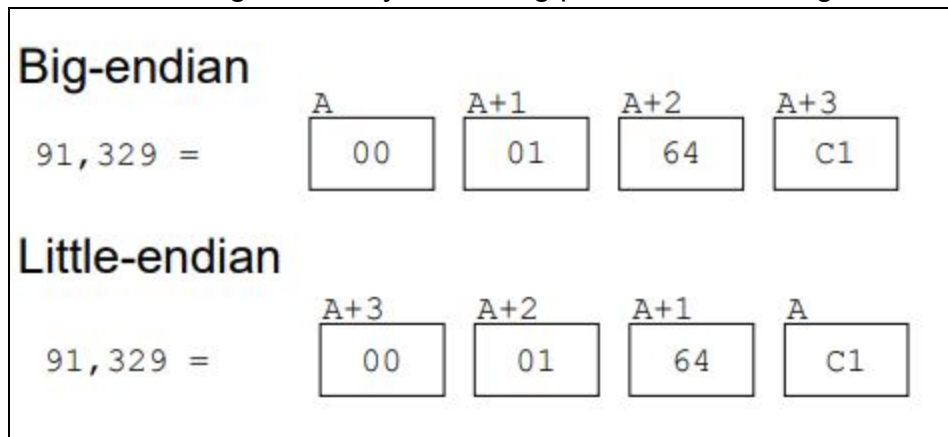 Big-endian
A A+1 A+2 A+3
91,329 = 00 01 64 C1
Little-endian
A+3 A+2 A+1 A
91,329 = 00 01 64 C1